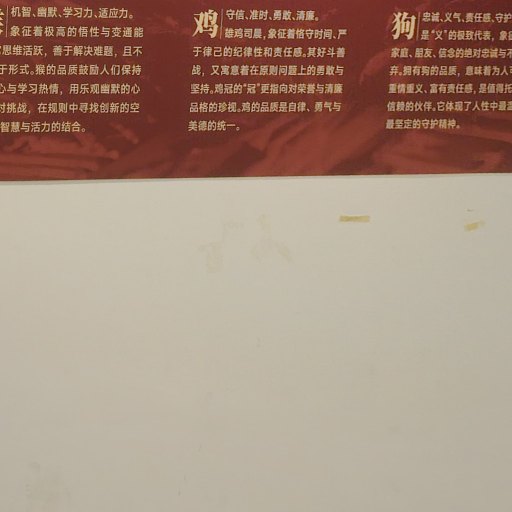 机智、幽默、学习力、适应力。
象征着极高的悟性与变通能
思维活跃，善于解决难题，且不
于形式。猴的品质鼓励人们保持
心与学习热情，用乐观幽默的心
对挑战，在规则中寻找创新的空
智慧与活力的结合。
鸡 守信、准时、勇敢、清廉。
雄鸡司晨，象征着恪守时间、严
于律己的纪律性和责任感。其好斗善
战，又寓意着在原则问题上的勇敢与
坚持。鸡冠的“冠”更指向对荣誉与清廉
品格的珍视。鸡的品质是自律、勇气与
美德的统一。
狗 忠诚、义气、责任感、守护
是“义”的极致代表，象征
家庭、朋友、信念的绝对忠诚与不
弃。拥有狗的品质，意味着为人
重情重义、富有责任感，是值得托
信赖的伙伴。它体现了人性中最温
最坚定的守护精神。